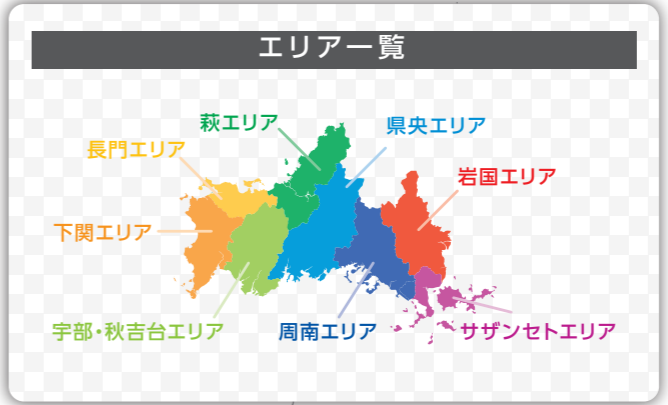 エリア一覧
萩エリア
県央エリア
長門エリア
岩国エリア
下関エリア
宇部・秋吉台エリア
周南エリア
サザンセトエリア